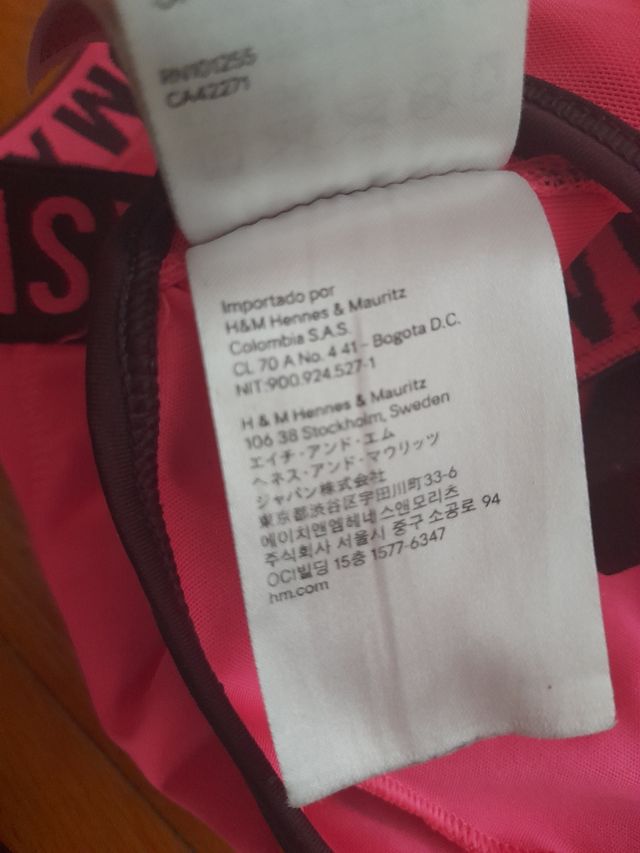 RN101255
CA42271
Importado por
H&M Hennes & Mauritz
Colombia S.A.S.
CL 70 A No. 4 41 - Bogota D.C.
NIT:900.924.527-1
H & M Hennes & Mauritz
106 38 Stockholm, Sweden
エイチ・アンド・エム
ヘネス・アンド・マウリッツ
ジャパン株式会社
東京都渋谷区宇田川町33-6
에이치앤엠헤네스앤모리츠
주식회사 서울시 중구 소공로 94
OCI빌딩 15층 1577-6347
hm.com